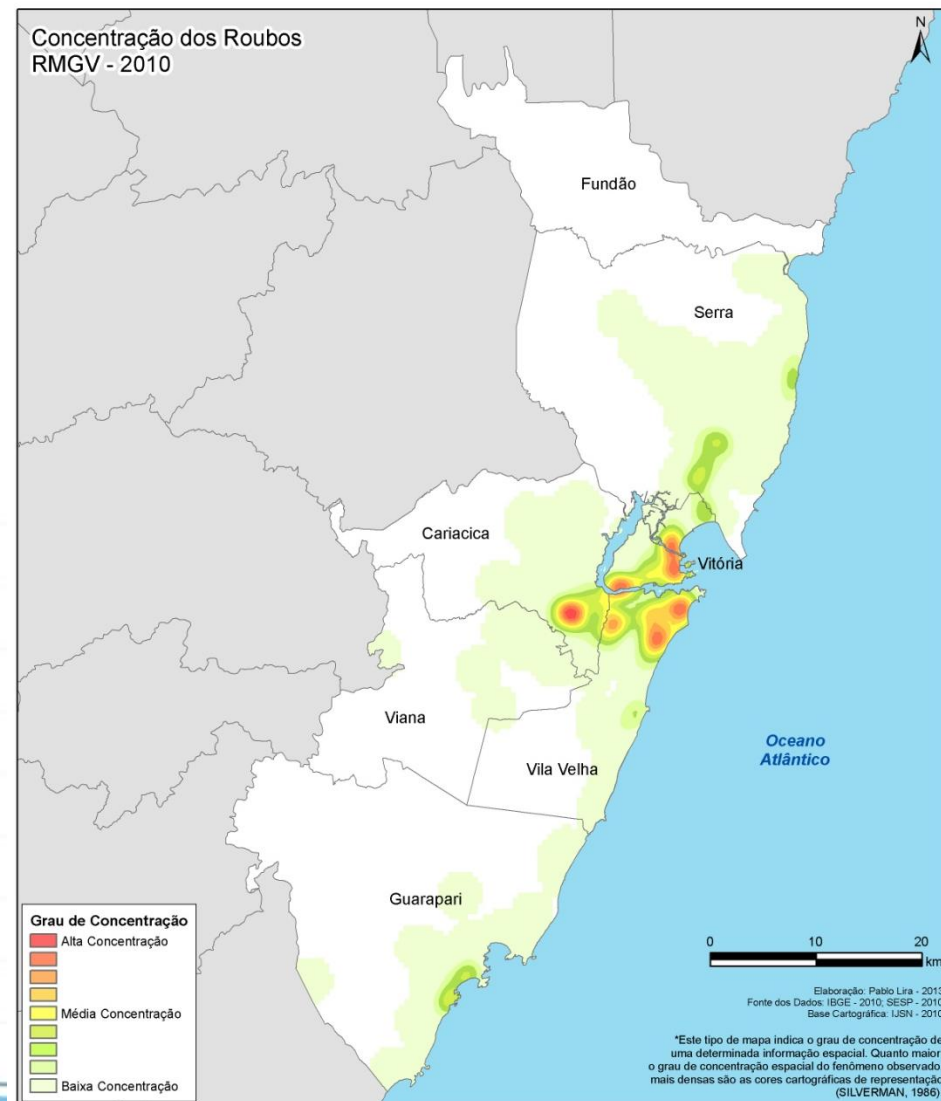 Concentração dos Roubos
RMGV - 2010
N
Fundão
Serra
Cariacica
Vitória
Viana
Vila Velha
Oceano
Atlântico
Guarapari
Grau de Concentração
Alta Concentração
Média Concentração
Baixa Concentração
0 10 20
km
Elaboração: Pablo Lira - 2013
Fonte dos Dados: IBGE - 2010; SESP - 2010
Base Cartográfica: IJSN - 2010
*Este tipo de mapa indica o grau de concentração de
uma determinada informação espacial. Quanto maior
o grau de concentração espacial do fenômeno observado
mais densas são as cores cartográficas de representação
(SILVERMAN, 1986)